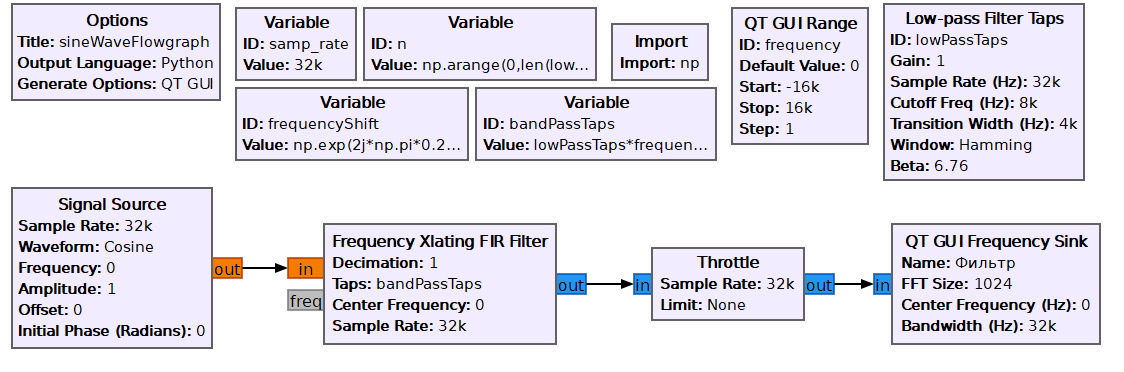 Options
Title: sineWaveFlowgraph
Output Language: Python
Generate Options: QT GUI
Variable
ID: samp_rate
Value: 32k
Variable
ID: n
Value: np.arange(0,len(low...
Import
Import: np
QT GUI Range
ID: frequency
Default Value: 0
Start: -16k
Stop: 16k
Step: 1
Low-pass Filter Taps
ID: lowPassTaps
Gain: 1
Sample Rate (Hz): 32k
Cutoff Freq (Hz): 8k
Transition Width (Hz): 4k
Window: Hamming
Beta: 6.76
Variable
ID: frequencyShift
Value: np.exp(2j*np.pi*0.2...
Variable
ID: bandPassTaps
Value: lowPassTaps*frequen...
Signal Source
Sample Rate: 32k
Waveform: Cosine
Frequency: 0
Amplitude: 1
Offset: 0
Initial Phase (Radians): 0
out
in
freq
Frequency Xlating FIR Filter
Decimation: 1
Taps: bandPassTaps
Center Frequency: 0
Sample Rate: 32k
out
in
Throttle
Sample Rate: 32k
Limit: None
out
in
QT GUI Frequency Sink
Name: Фильтр
FFT Size: 1024
Center Frequency (Hz): 0
Bandwidth (Hz): 32k